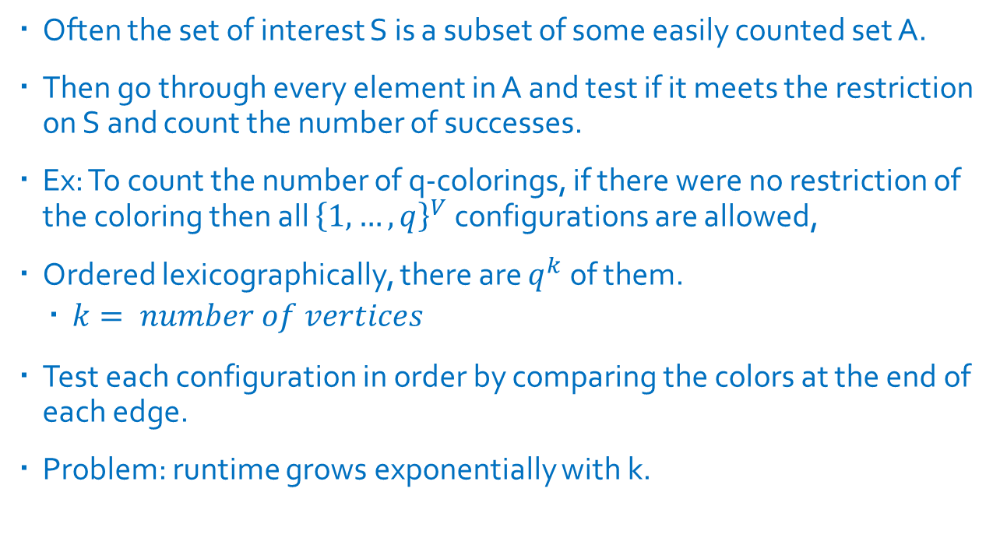 ▪ Often the set of interest S is a subset of some easily counted set A.
▪ Then go through every element in A and test if it meets the restriction
on S and count the number of successes.
▪ Ex: To count the number of q-colorings, if there were no restriction of
the coloring then all {1, … , q}^V configurations are allowed,
▪ Ordered lexicographically, there are q^k of them.
▪ k = number of vertices
▪ Test each configuration in order by comparing the colors at the end of
each edge.
▪ Problem: runtime grows exponentially with k.